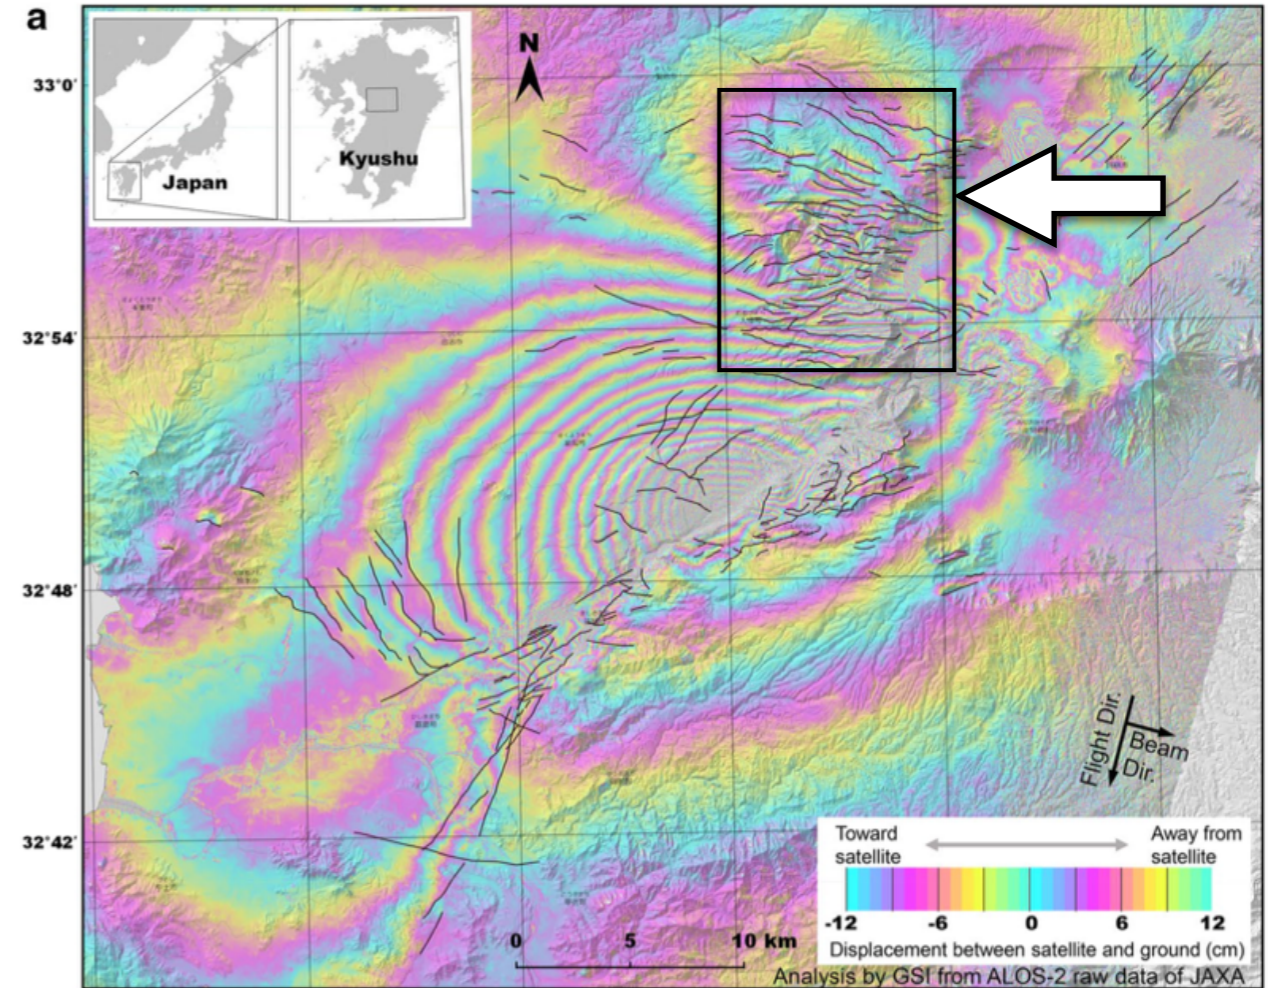 a
N
33°0′
Kyushu
Japan
32°54′
32°48′
Flight Dir.
Beam
Dir.
32°42′
Toward
satellite
Away from
satellite
-12 -6 0 6 12
0 5 10 km
Displacement between satellite and ground (cm)
Analysis by GSI from ALOS-2 raw data of JAXA